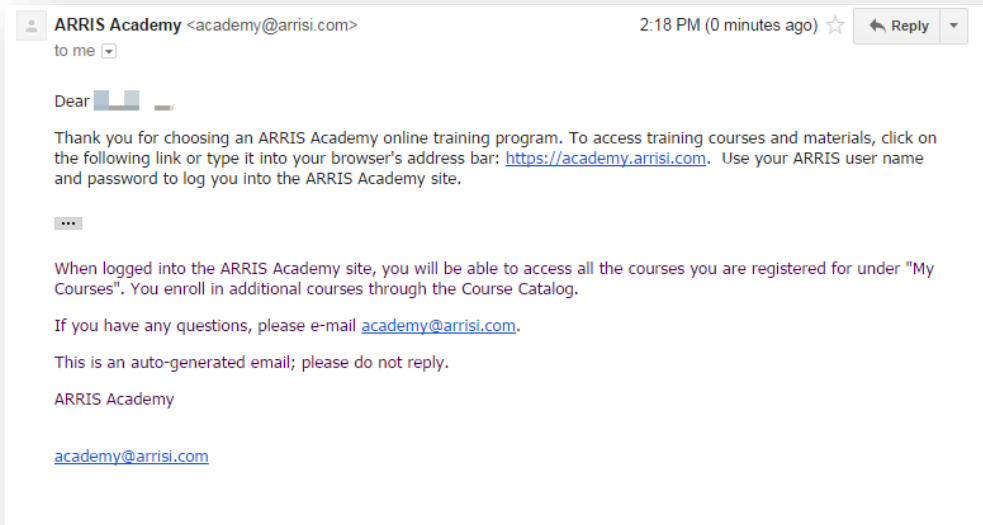 ARRIS Academy <academy@arrisi.com>
2:18 PM (0 minutes ago)
Reply
to me
Dear
Thank you for choosing an ARRIS Academy online training program. To access training courses and materials, click on
the following link or type it into your browser's address bar: https://academy.arrisi.com.  Use your ARRIS user name
and password to log you into the ARRIS Academy site.
...
When logged into the ARRIS Academy site, you will be able to access all the courses you are registered for under "My
Courses". You enroll in additional courses through the Course Catalog.
If you have any questions, please e-mail academy@arrisi.com.
This is an auto-generated email; please do not reply.
ARRIS Academy
academy@arrisi.com